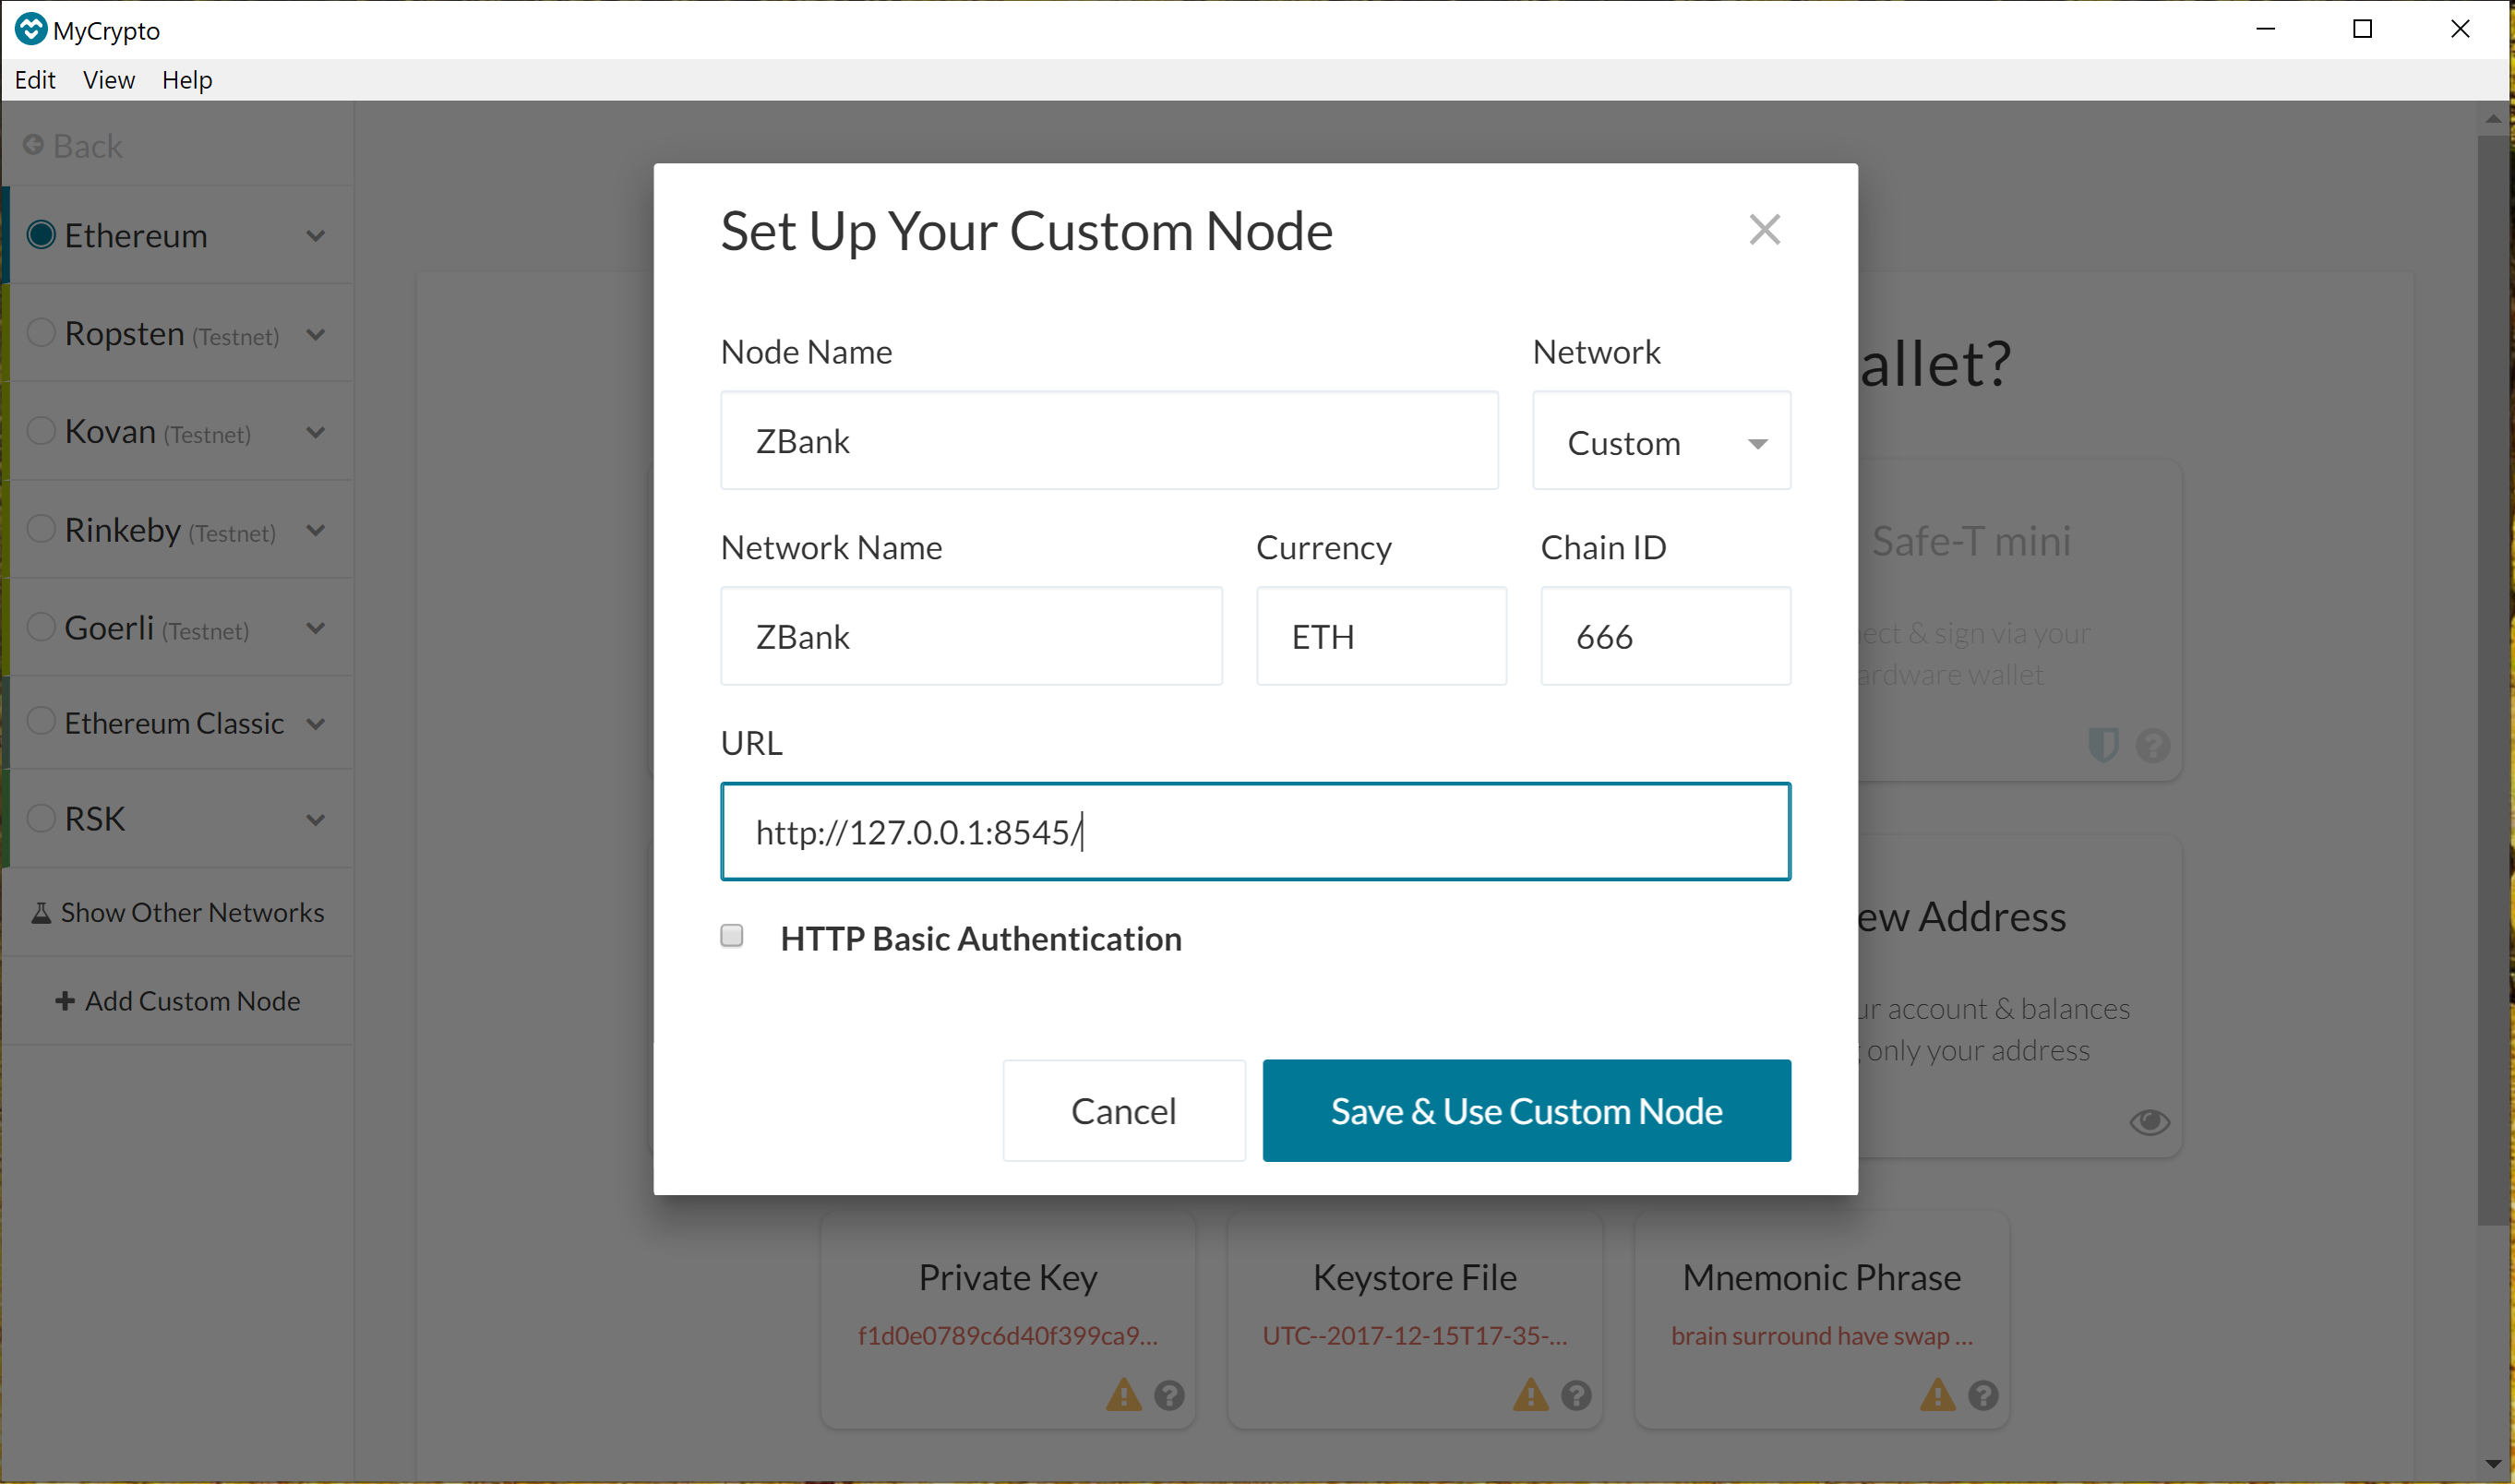 MyCrypto
Edit View Help
Back
Ethereum
Ropsten (Testnet)
Kovan (Testnet)
Rinkeby (Testnet)
Goerli (Testnet)
Ethereum Classic
RSK
Show Other Networks
+ Add Custom Node
Set Up Your Custom Node
Node Name
Network
ZBank
Custom
Network Name
Currency
Chain ID
ZBank
ETH
666
URL
http://127.0.0.1:8545/
HTTP Basic Authentication
Cancel
Save & Use Custom Node
allet?
Safe-T mini
ect & sign via your
ardware wallet
ew Address
ur account & balances
only your address
Private Key
f1d0e0789c6d40f399ca9...
Keystore File
UTC--2017-12-15T17-35-...
Mnemonic Phrase
brain surround have swap ...